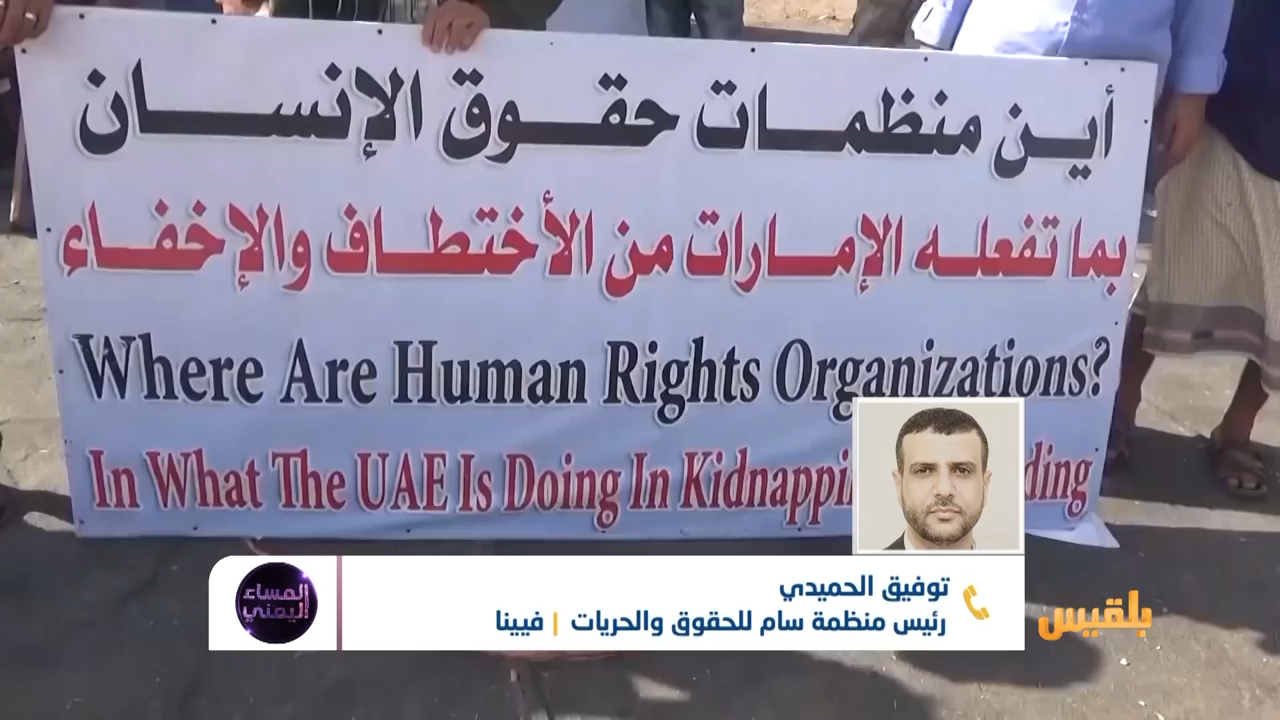 أين منظمات حقوق الإنسان
بما تفعله الإمارات من الأختطاف والإخفاء
Where Are Human Rights Organizations?
In What The UAE Is Doing In Kidnappi ding
توفيق الحميدي
رئيس منظمة سام للحقوق والحريات | فيينا
المساء
اليمني
بلقيس